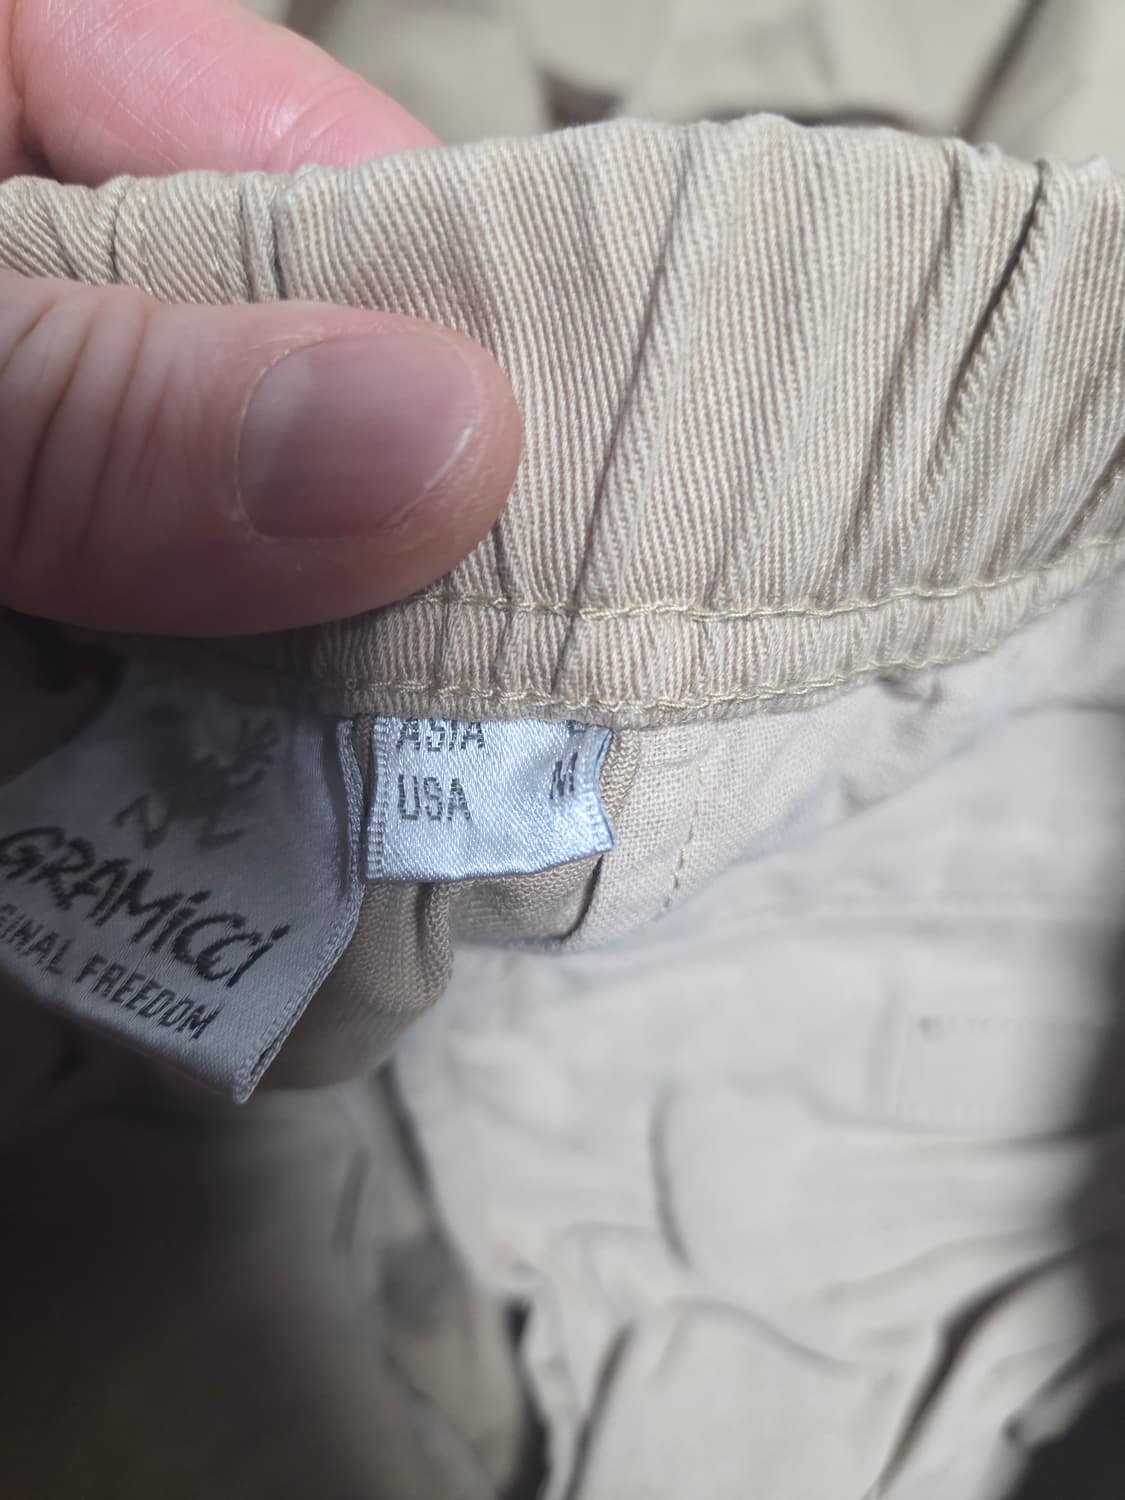 GRAMiCCi
GINAL FREEDOM
ASIA
USA M